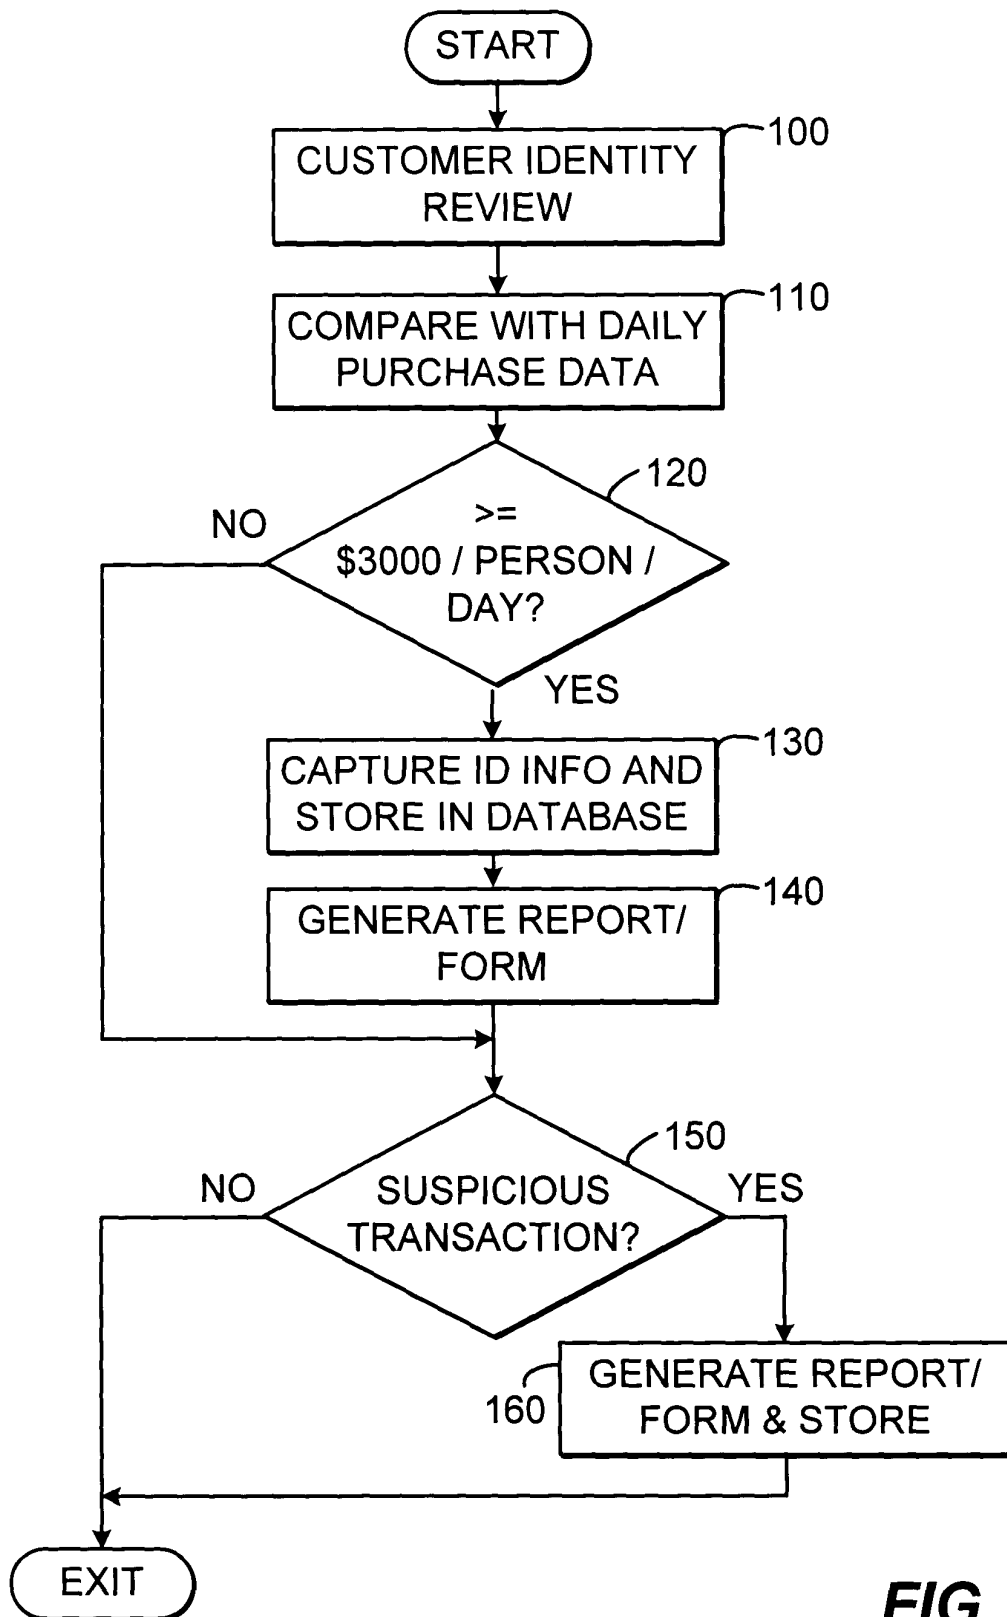 START
100
CUSTOMER IDENTITY
REVIEW
110
COMPARE WITH DAILY
PURCHASE DATA
120
NO
>=
$3000 / PERSON /
DAY?
YES
130
CAPTURE ID INFO AND
STORE IN DATABASE
140
GENERATE REPORT/
FORM
150
NO
SUSPICIOUS
TRANSACTION?
YES
GENERATE REPORT/
FORM & STORE
160
EXIT
FIG